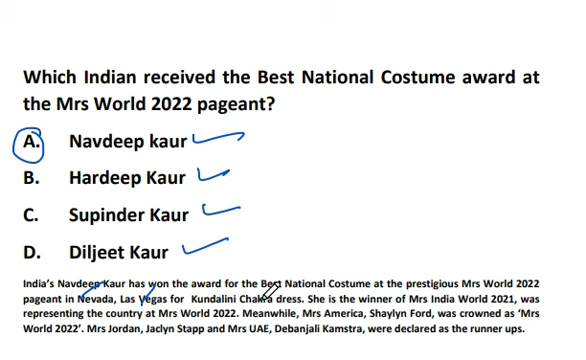 Which Indian received the Best National Costume award at
the Mrs World 2022 pageant?
A. Navdeep kaur
B. Hardeep Kaur
C. Supinder Kaur
D. Diljeet Kaur
India's Navdeep Kaur has won the award for the Best National Costume at the prestigious Mrs World 2022
pageant in Nevada, Las Vegas for Kundalini Chakra dress. She is the winner of Mrs India World 2021, was
representing the country at Mrs World 2022. Meanwhile, Mrs America, Shaylyn Ford, was crowned as 'Mrs
World 2022'. Mrs Jordan, Jaclyn Stapp and Mrs UAE, Debanjali Kamstra, were declared as the runner ups.